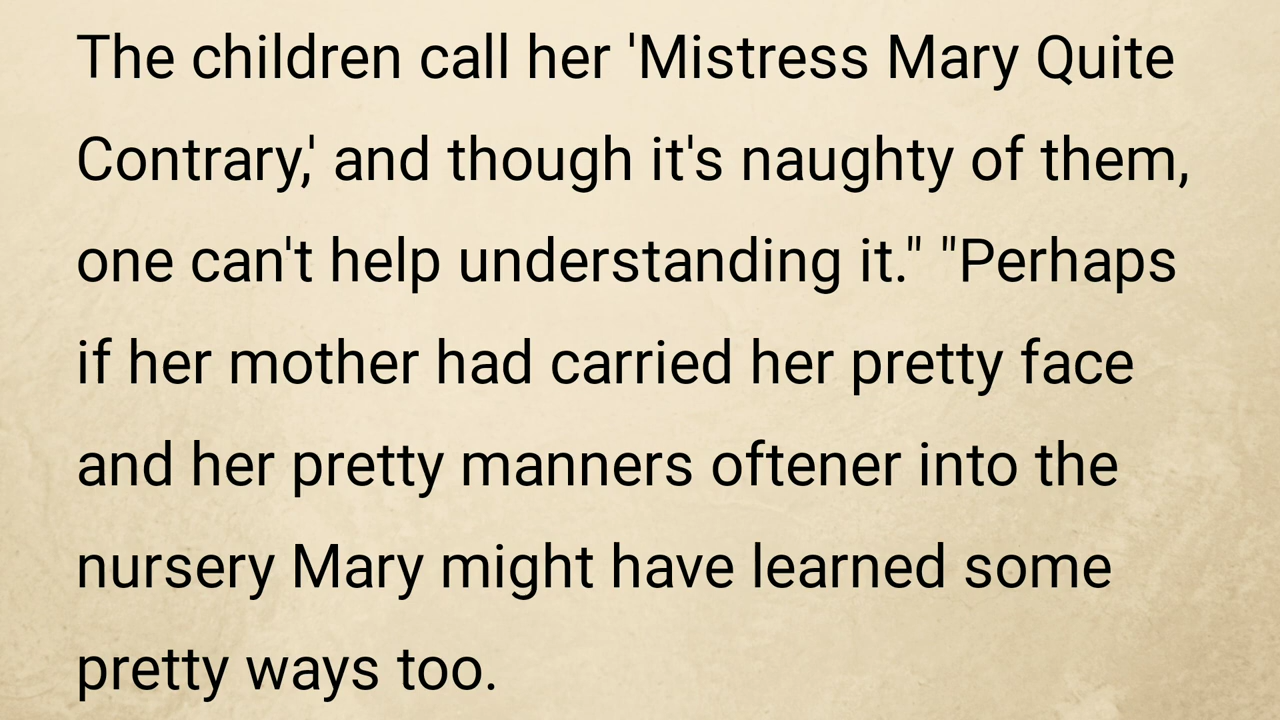 The children call her 'Mistress Mary Quite
Contrary,' and though it's naughty of them,
one can't help understanding it." "Perhaps
if her mother had carried her pretty face
and her pretty manners oftener into the
nursery Mary might have learned some
pretty ways too.